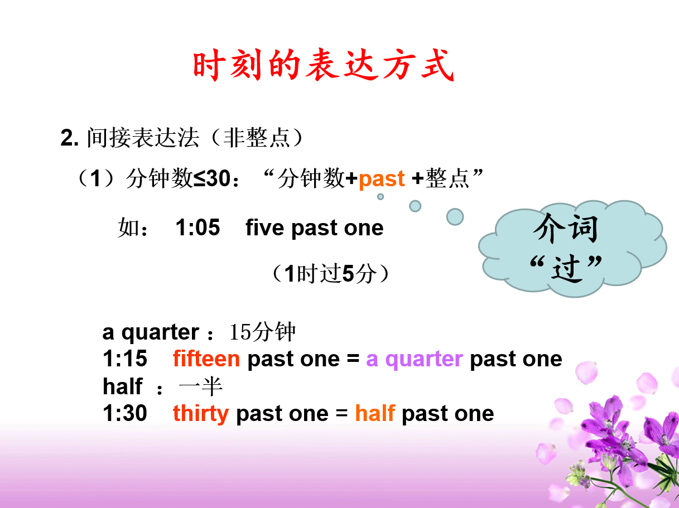 时刻的表达方式
2. 间接表达法（非整点）
（1）分钟数≤30：“分钟数+past +整点”
介词
“过”
如： 1:05 five past one
（1时过5分）
a quarter ：15分钟
1:15 fifteen past one = a quarter past one
half ：一半
1:30 thirty past one = half past one